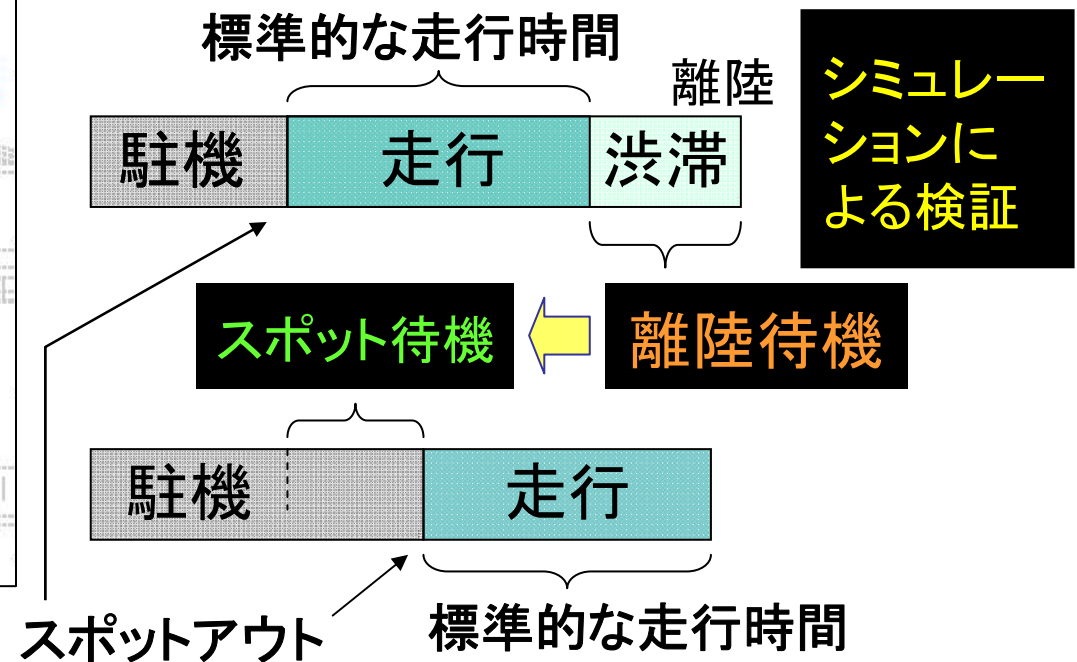 標準的な走行時間
離陸
シミュレー
ションに
よる検証
駐機
走行
渋滞
スポット待機
離陸待機
駐機
走行
スポットアウト
標準的な走行時間